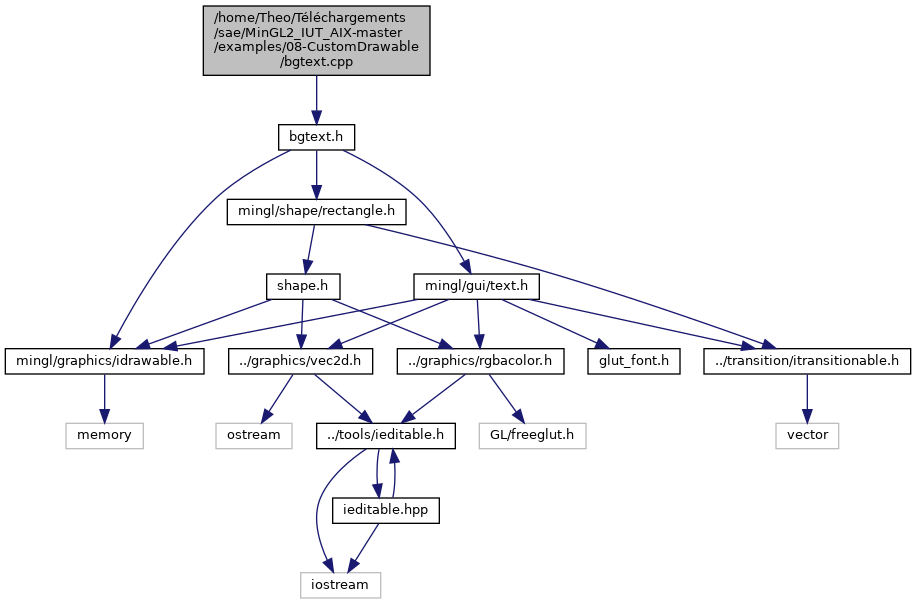 /home/Theo/Téléchargements
/sae/MinGL2_IUT_AIX-master
/examples/08-CustomDrawable
/bgtext.cpp
bgtext.h
mingl/shape/rectangle.h
shape.h
mingl/gui/text.h
mingl/graphics/idrawable.h
../graphics/vec2d.h
../graphics/rgbacolor.h
glut_font.h
../transition/itransitionable.h
memory
ostream
../tools/ieditable.h
GL/freeglut.h
vector
ieditable.hpp
iostream